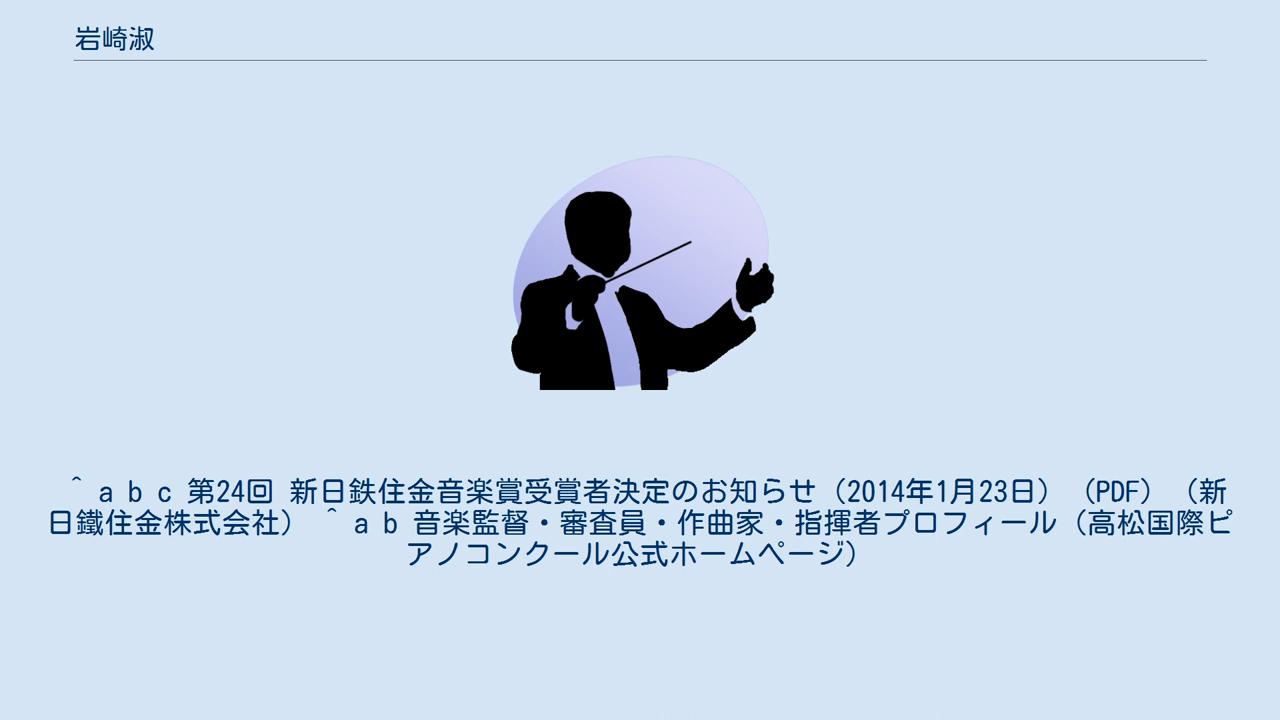 岩崎淑
^ a b c 第24回 新日鉄住金音楽賞受賞者決定のお知らせ（2014年1月23日）（PDF）（新
日鐵住金株式会社） ^ a b 音楽監督・審査員・作曲家・指揮者プロフィール（高松国際ピ
アノコンクール公式ホームページ）